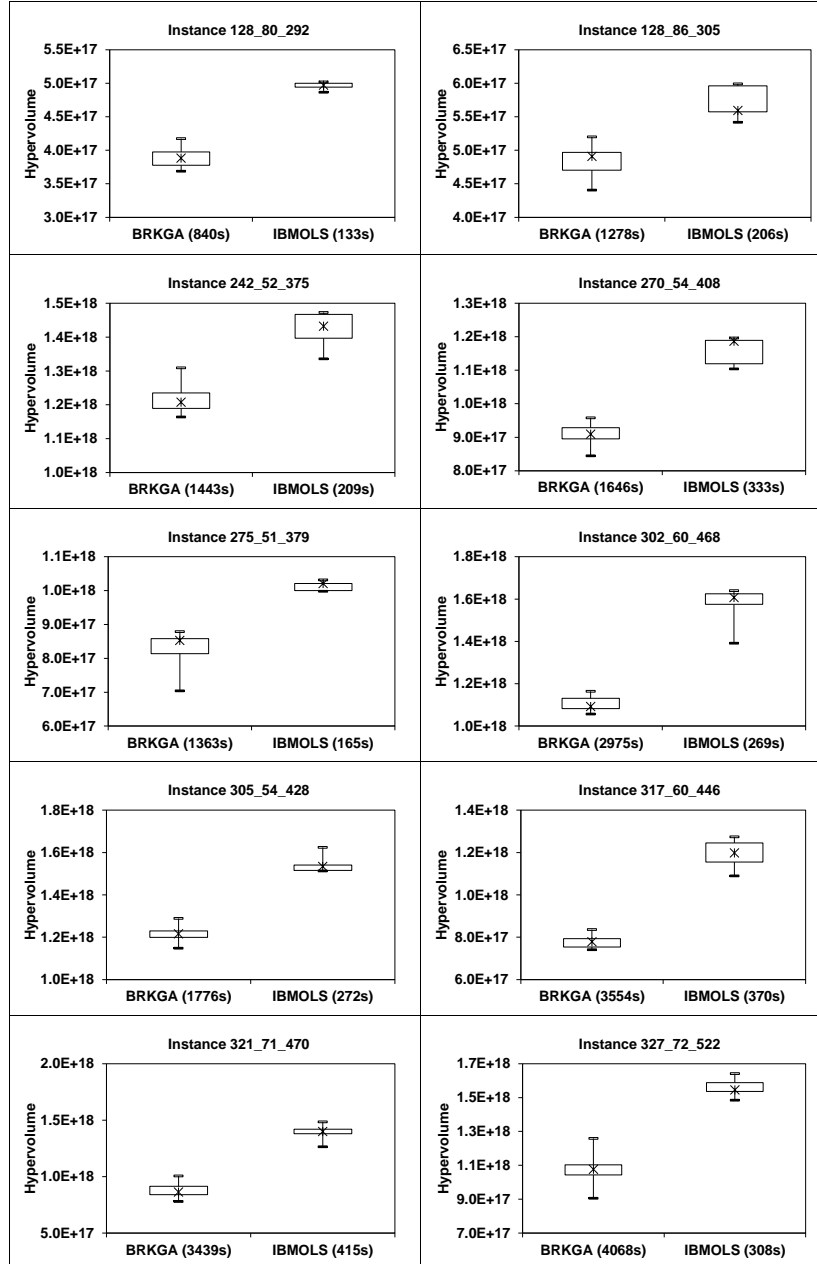 Instance 128_80_292
Hypervolume
5.5E+17
5.0E+17
4.5E+17
4.0E+17
3.5E+17
3.0E+17
BRKGA (840s) IBMOLS (133s)
Instance 128_86_305
Hypervolume
6.5E+17
6.0E+17
5.5E+17
5.0E+17
4.5E+17
4.0E+17
BRKGA (1278s) IBMOLS (206s)
Instance 242_52_375
Hypervolume
1.5E+18
1.4E+18
1.3E+18
1.2E+18
1.1E+18
1.0E+18
BRKGA (1443s) IBMOLS (209s)
Instance 270_54_408
Hypervolume
1.3E+18
1.2E+18
1.1E+18
1.0E+18
9.0E+17
8.0E+17
BRKGA (1646s) IBMOLS (333s)
Instance 275_51_379
Hypervolume
1.1E+18
1.0E+18
9.0E+17
8.0E+17
7.0E+17
6.0E+17
BRKGA (1363s) IBMOLS (165s)
Instance 302_60_468
Hypervolume
1.8E+18
1.6E+18
1.4E+18
1.2E+18
1.0E+18
BRKGA (2975s) IBMOLS (269s)
Instance 305_54_428
Hypervolume
1.8E+18
1.6E+18
1.4E+18
1.2E+18
1.0E+18
BRKGA (1776s) IBMOLS (272s)
Instance 317_60_446
Hypervolume
1.4E+18
1.2E+18
1.0E+18
8.0E+17
6.0E+17
BRKGA (3554s) IBMOLS (370s)
Instance 321_71_470
Hypervolume
2.0E+18
1.5E+18
1.0E+18
5.0E+17
BRKGA (3439s) IBMOLS (415s)
Instance 327_72_522
Hypervolume
1.7E+18
1.5E+18
1.3E+18
1.1E+18
9.0E+17
7.0E+17
BRKGA (4068s) IBMOLS (308s)